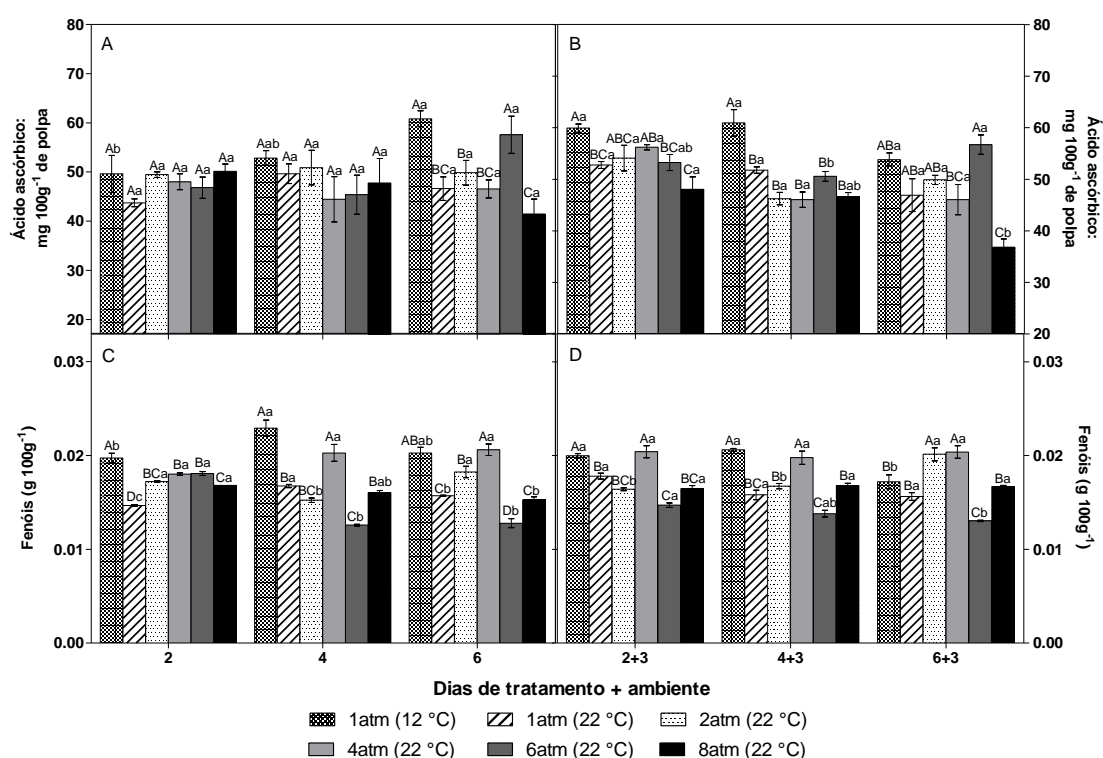 A
B
Ácido ascórbico:
mg 100g-1 de polpa
80
70
60
50
40
30
20
Ab Aa Aa Aa Aa Aa
Aab Aa Aa Aa Aa Aa
Aa BCa Ba BCa Aa Ca
Aa BCa ABCa ABa BCab Ca
Aa Ba Ba Ba Bb Bab
ABa ABa ABa BCa Aa Cb
80
70
60
50
40
30
20
Ácido ascórbico:
mg 100g-1 de polpa
C
D
Fenóis (g 100g-1)
0.03
0.02
0.01
0.00
Ab Dc BCa Ba Ba Ca
Aa Ba BCb Aa Cb Bab
ABab Cb Ba Aa Db Cb
Aa Ba BCb Aa Ca BCa
Aa BCa Bb Aa Cab Ba
Bb Ba Aa Aa Cb Ba
0.03
0.02
0.01
0.00
Fenóis (g 100g-1)
2 4 6 2+3 4+3 6+3
Dias de tratamento + ambiente
1atm (12 °C) 1atm (22 °C) 2atm (22 °C)
4atm (22 °C) 6atm (22 °C) 8atm (22 °C)